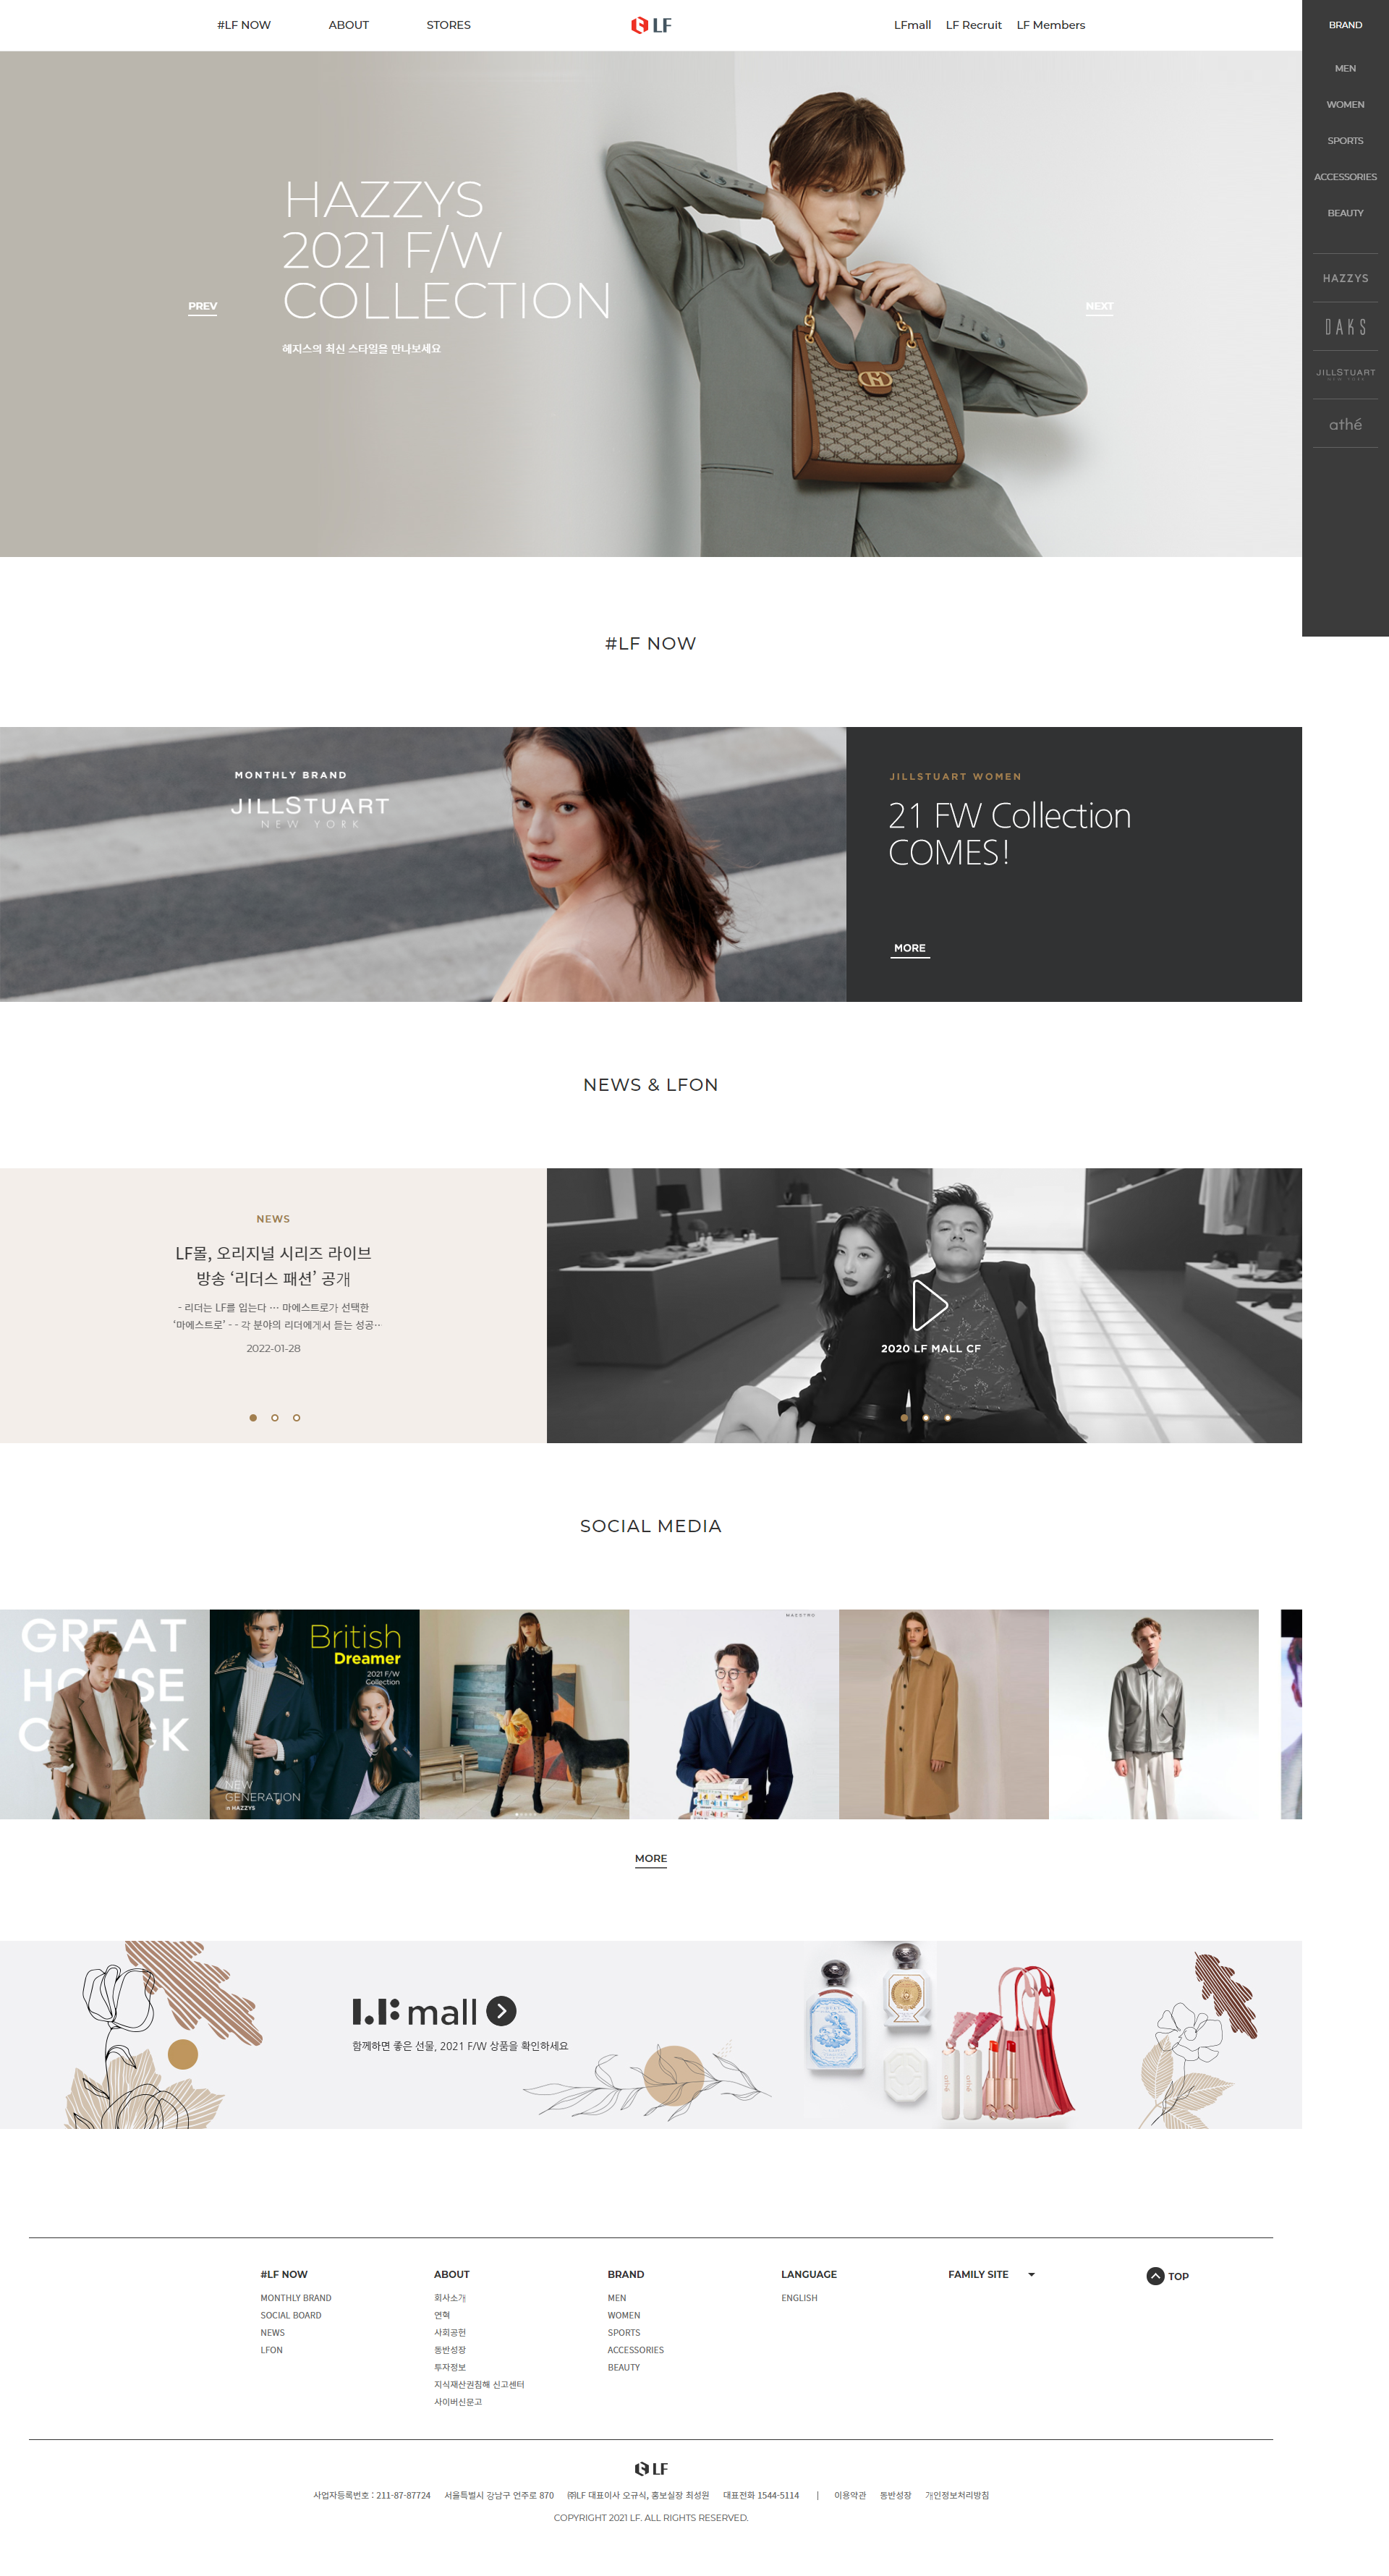 #LF NOW ABOUT STORES LF LFmall LF Recruit LF Members
BRAND
MEN
WOMEN
SPORTS
ACCESSORIES
BEAUTY
HAZZYS
DAKS
JILLSTUART
NEW YORK
athé
HAZZYS
2021 F/W
COLLECTION
헤지스의 최신 스타일을 만나보세요
PREV
NEXT
#LF NOW
MONTHLY BRAND
JILLSTUART
NEW YORK
JILLSTUART WOMEN
21 FW Collection
COMES!
MORE
NEWS & LFON
NEWS
LF몰, 오리지널 시리즈 라이브
방송 ‘리더스 패션’ 공개
- 리더는 LF를 입는다 … 마에스트로가 선택한
‘마에스트로’ - - 각 분야의 리더에게서 듣는 성공…
2022-01-28
2020 LF MALL CF
SOCIAL MEDIA
GREAT
HOUSE
British
Dreamer
2021 F/W
Collection
NEW
GENERATION
in HAZZYS
MAESTRO
MORE
LF mall
함께하면 좋은 선물, 2021 F/W 상품을 확인하세요
athé
athé
#LF NOW
MONTHLY BRAND
SOCIAL BOARD
NEWS
LFON
ABOUT
회사소개
연혁
사회공헌
동반성장
투자정보
지식재산권침해 신고센터
사이버신문고
BRAND
MEN
WOMEN
SPORTS
ACCESSORIES
BEAUTY
LANGUAGE
ENGLISH
FAMILY SITE
TOP
LF
사업자등록번호 : 211-87-87724 서울특별시 강남구 언주로 870 ㈜LF 대표이사 오규식, 홍보실장 최성원 대표전화 1544-5114 | 이용약관 동반성장 개인정보처리방침
COPYRIGHT 2021 LF. ALL RIGHTS RESERVED.